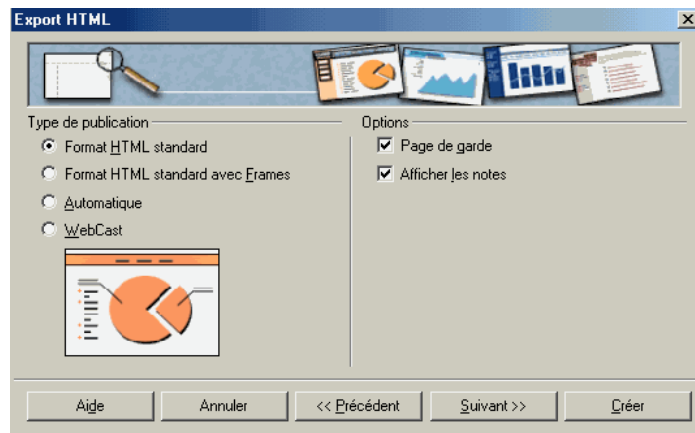 Export HTML
Type de publication
Format HTML standard
Format HTML standard avec Frames
Automatique
WebCast
Options
Page de garde
Afficher les notes
Aide
Annuler
<< Précédent
Suivant >>
Créer